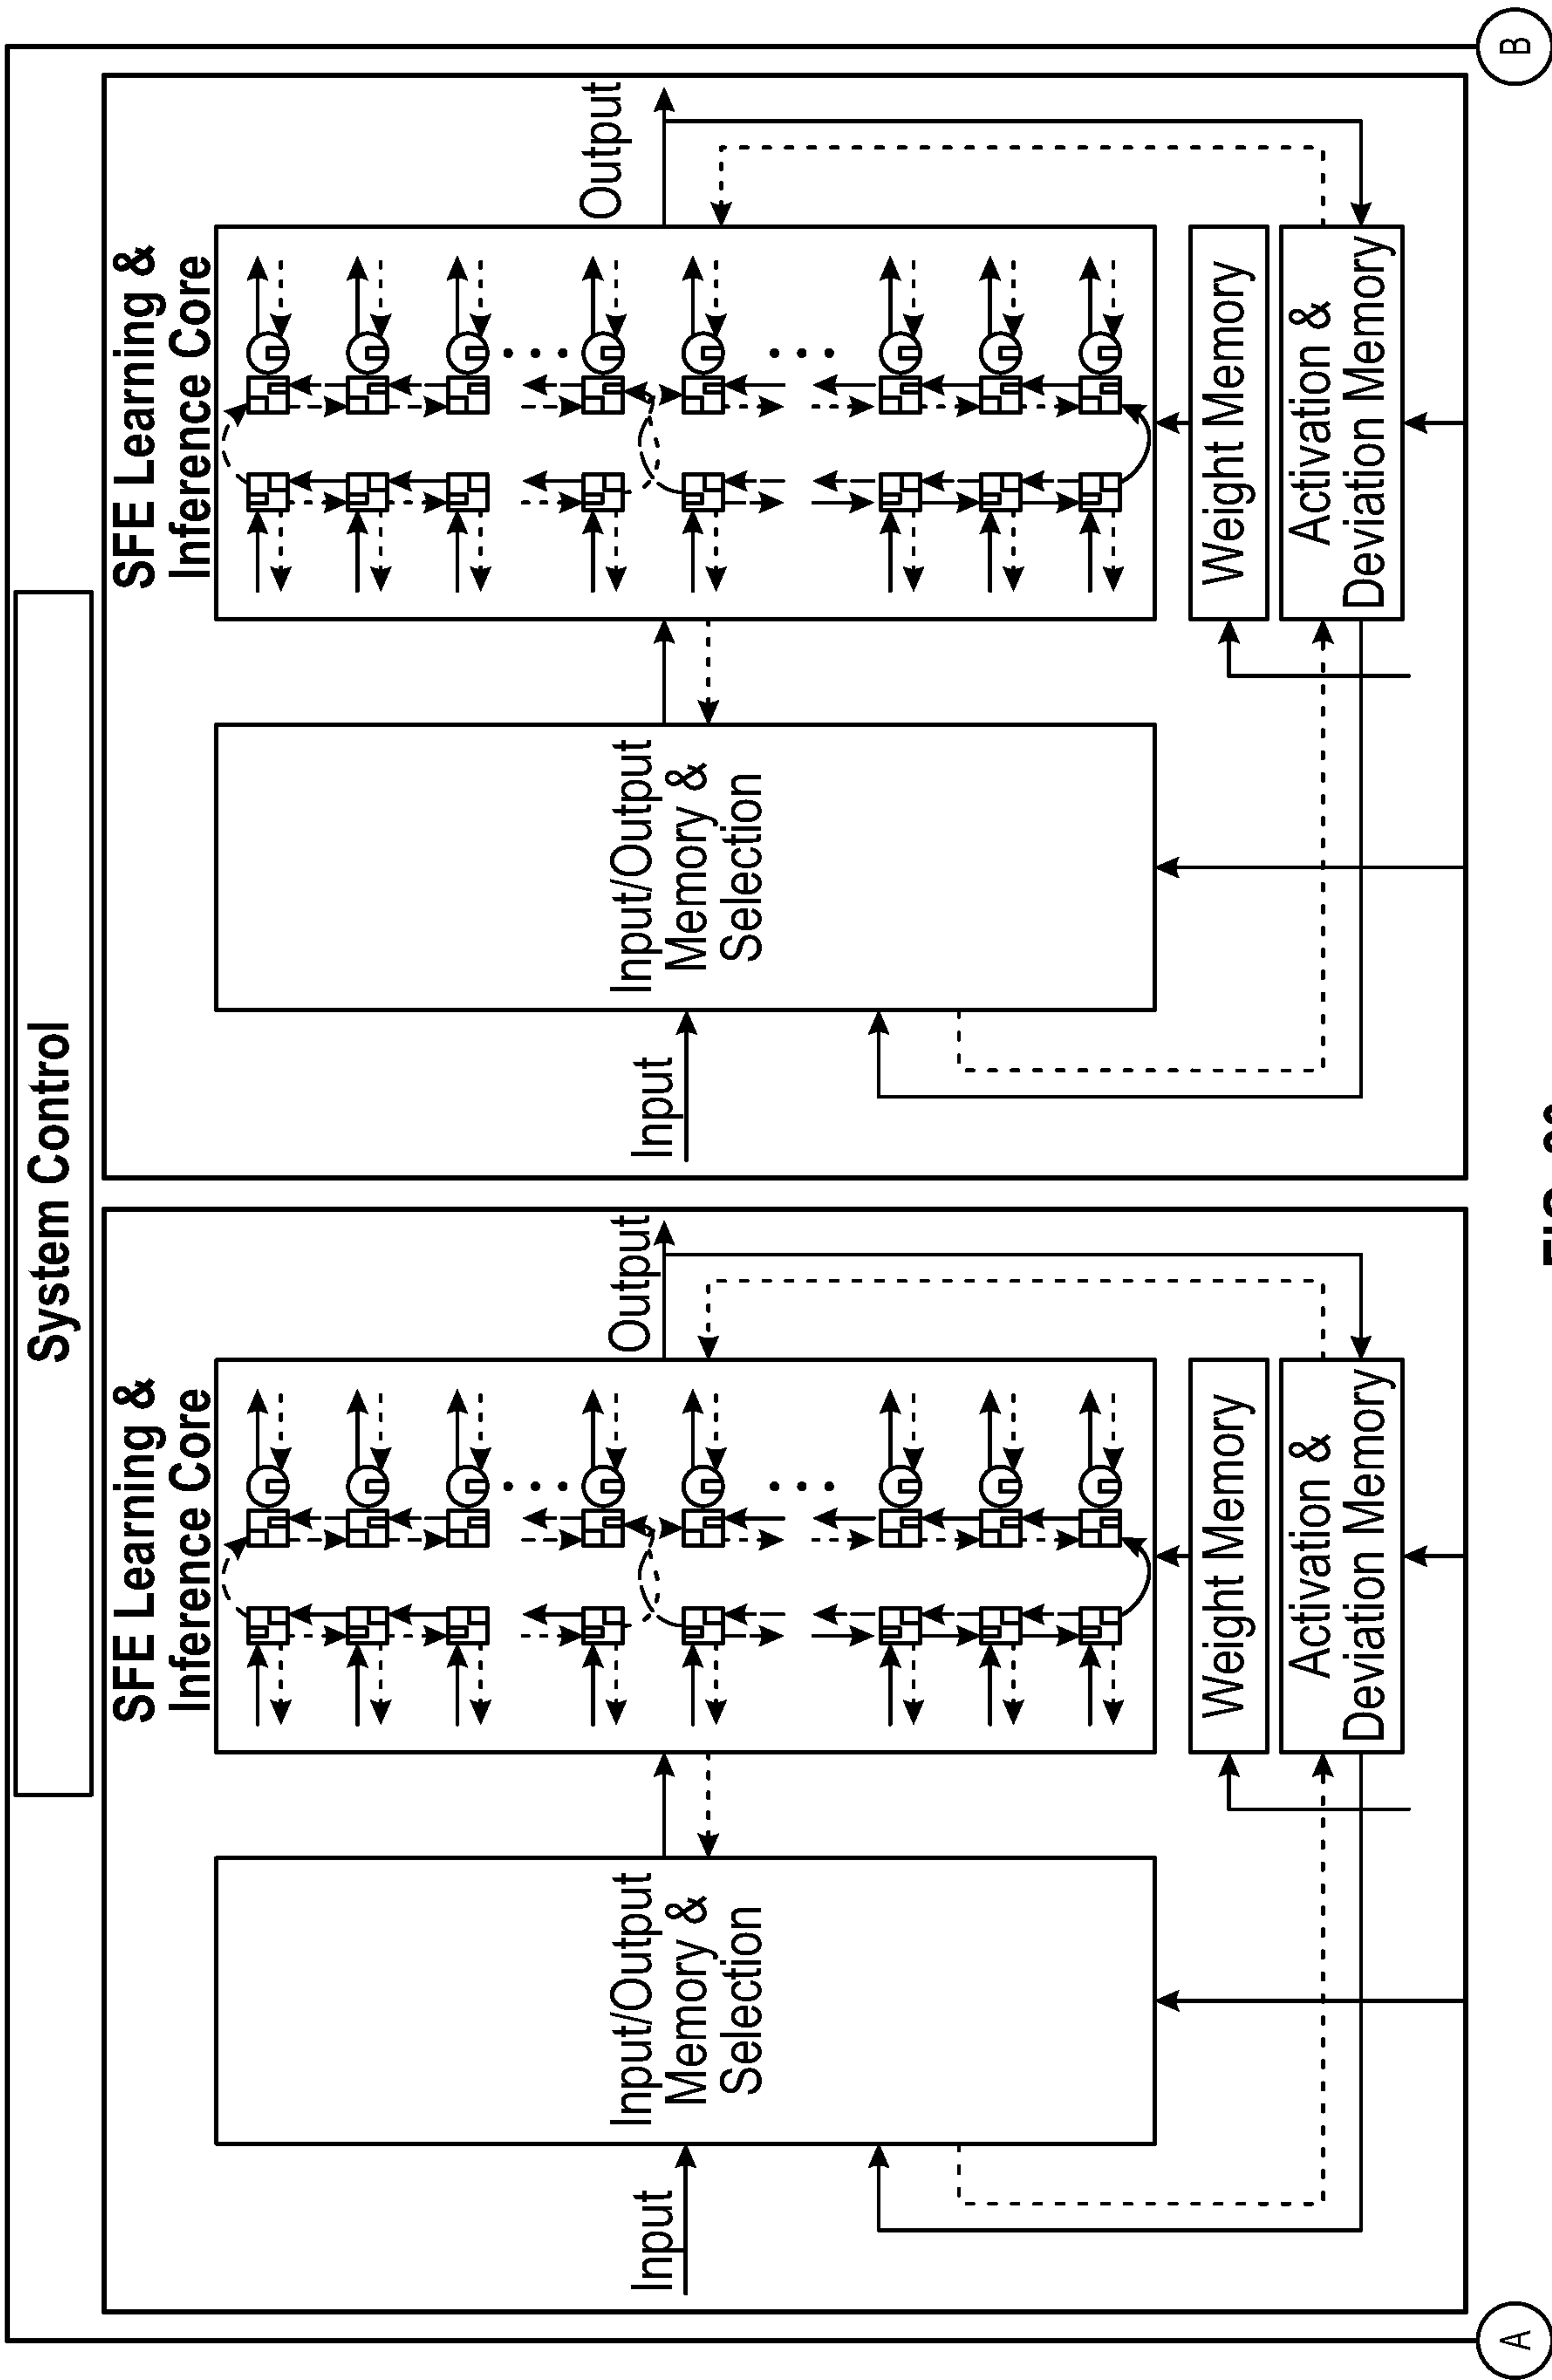 System Control
SFE Learning &
Inference Core
Input
Input/Output
Memory &
Selection
Output
Weight Memory
Activation &
Deviation Memory
SFE Learning &
Inference Core
Input
Input/Output
Memory &
Selection
Output
Weight Memory
Activation &
Deviation Memory
A
B